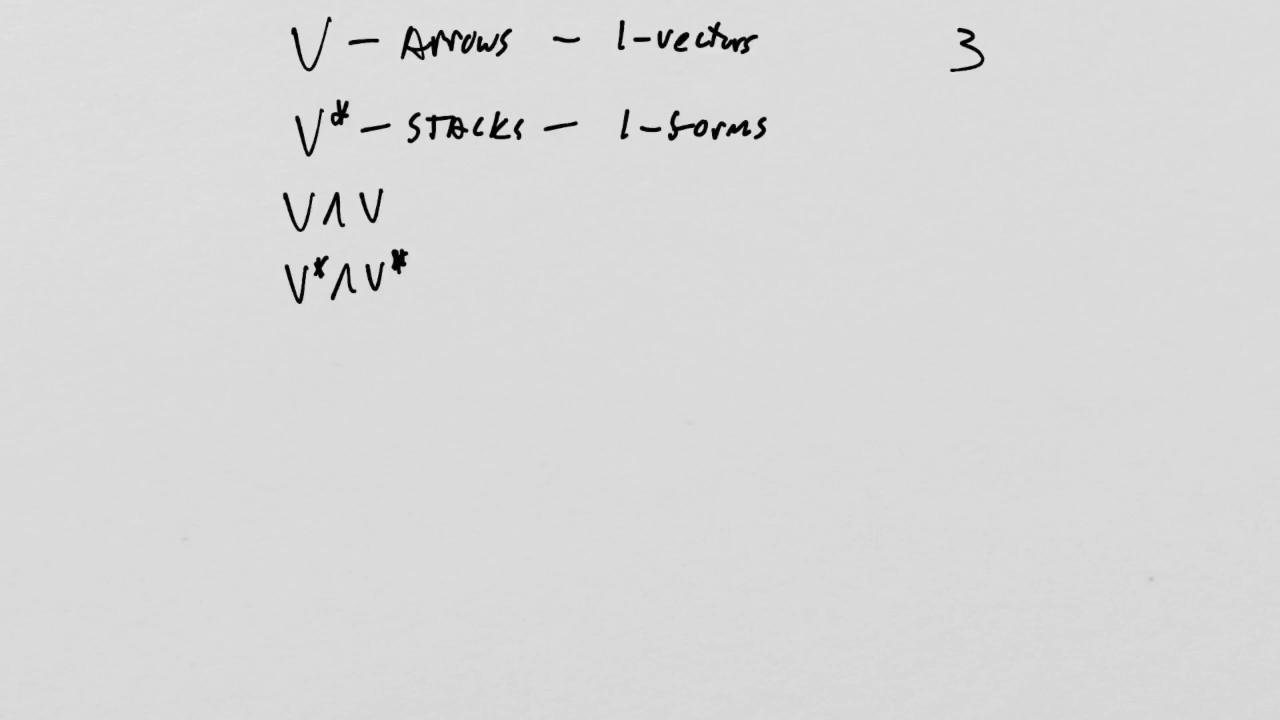 V - Arrows - 1-vectors 3
V* - STACKS - 1-forms
V∧V
V*∧V*